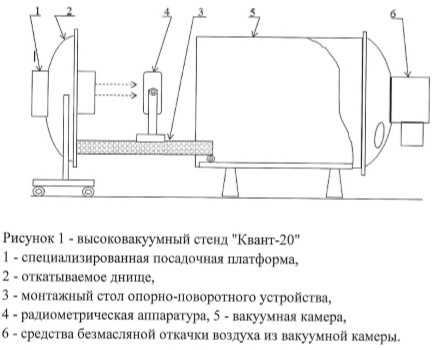 1 2 4 3 5 6
Рисунок 1 - высоковакуумный стенд "Квант-20"
1 - специализированная посадочная платформа,
2 - откатываемое днище,
3 - монтажный стол опорно-поворотного устройства,
4 - радиометрическая аппаратура, 5 - вакуумная камера,
6 - средства безмасляной откачки воздуха из вакуумной камеры.